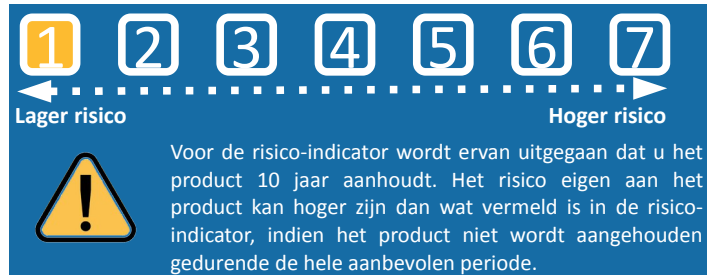 1 2 3 4 5 6 7
Lager risico Hoger risico
Voor de risico-indicator wordt ervan uitgegaan dat u het
product 10 jaar aanhoudt. Het risico eigen aan het
product kan hoger zijn dan wat vermeld is in de risico-
indicator, indien het product niet wordt aangehouden
gedurende de hele aanbevolen periode.